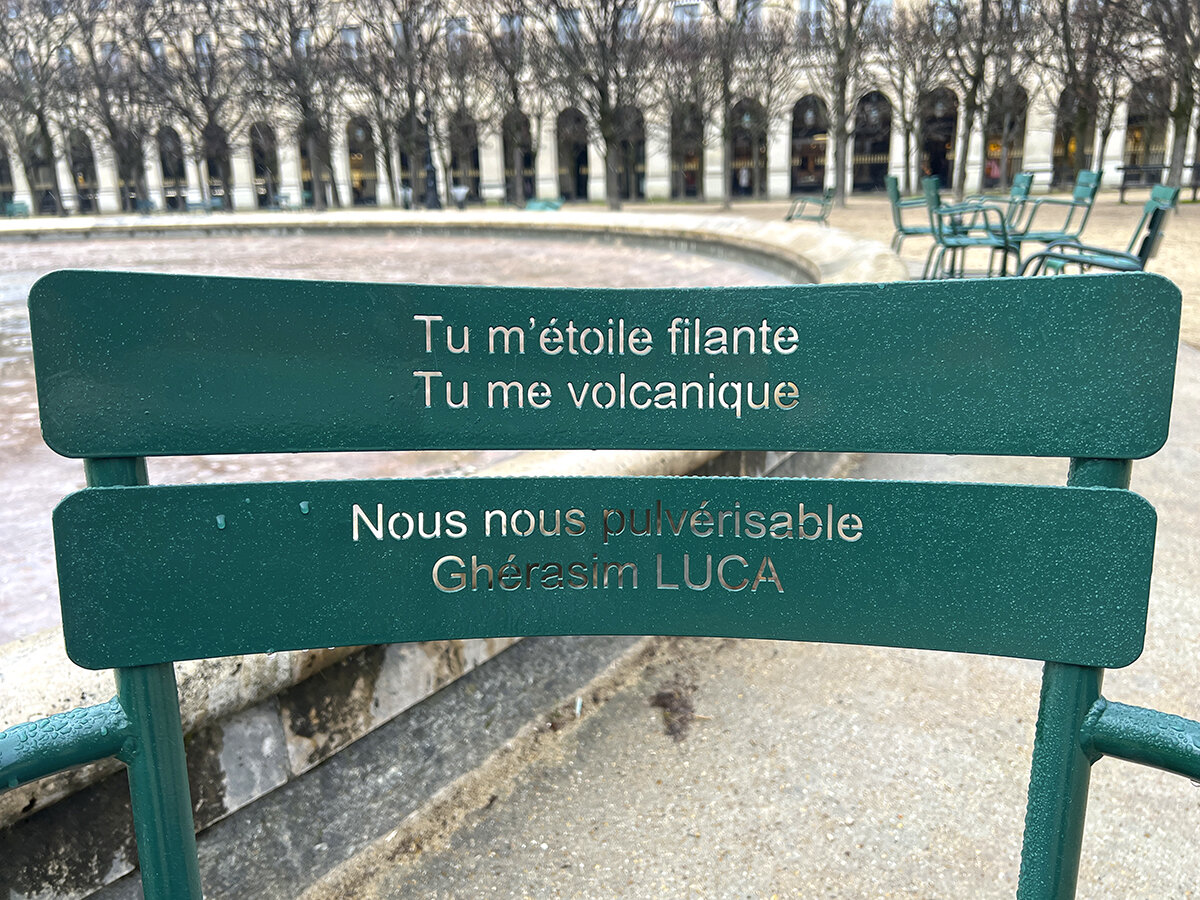 Tu m’étoile filante
Tu me volcanique
Nous nous pulvérisable
Ghérasim LUCA